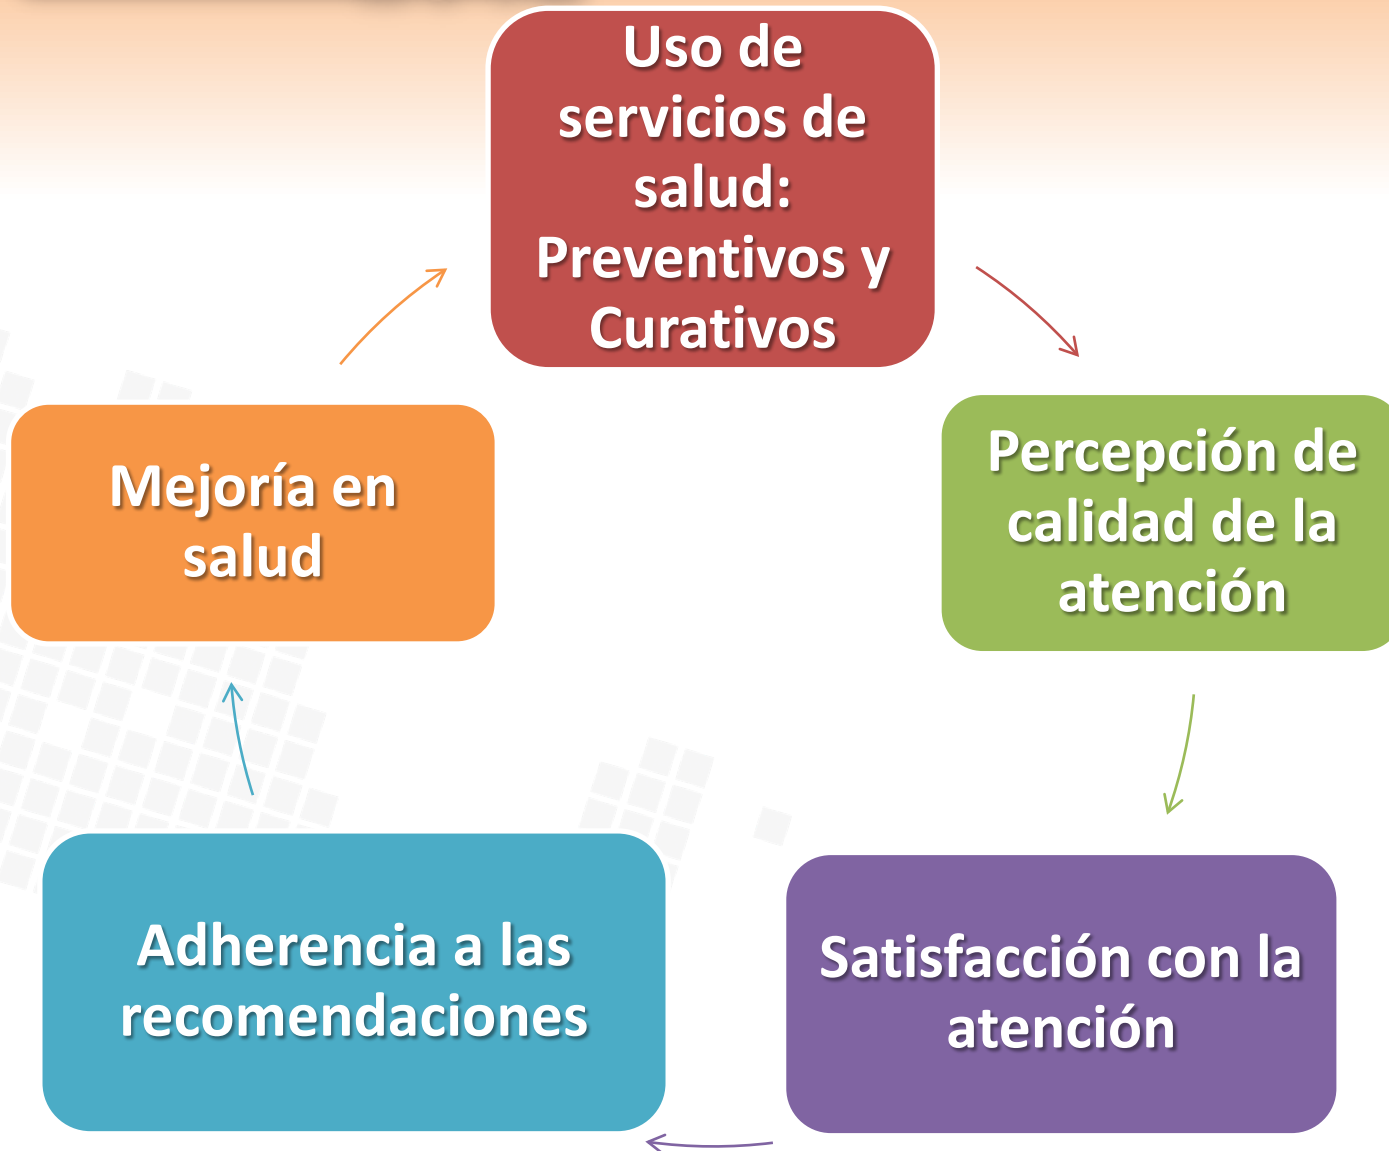 Uso de
servicios de
salud:
Preventivos y
Curativos
Percepción de
calidad de la
atención
Satisfacción con la
atención
Adherencia a las
recomendaciones
Mejoría en
salud